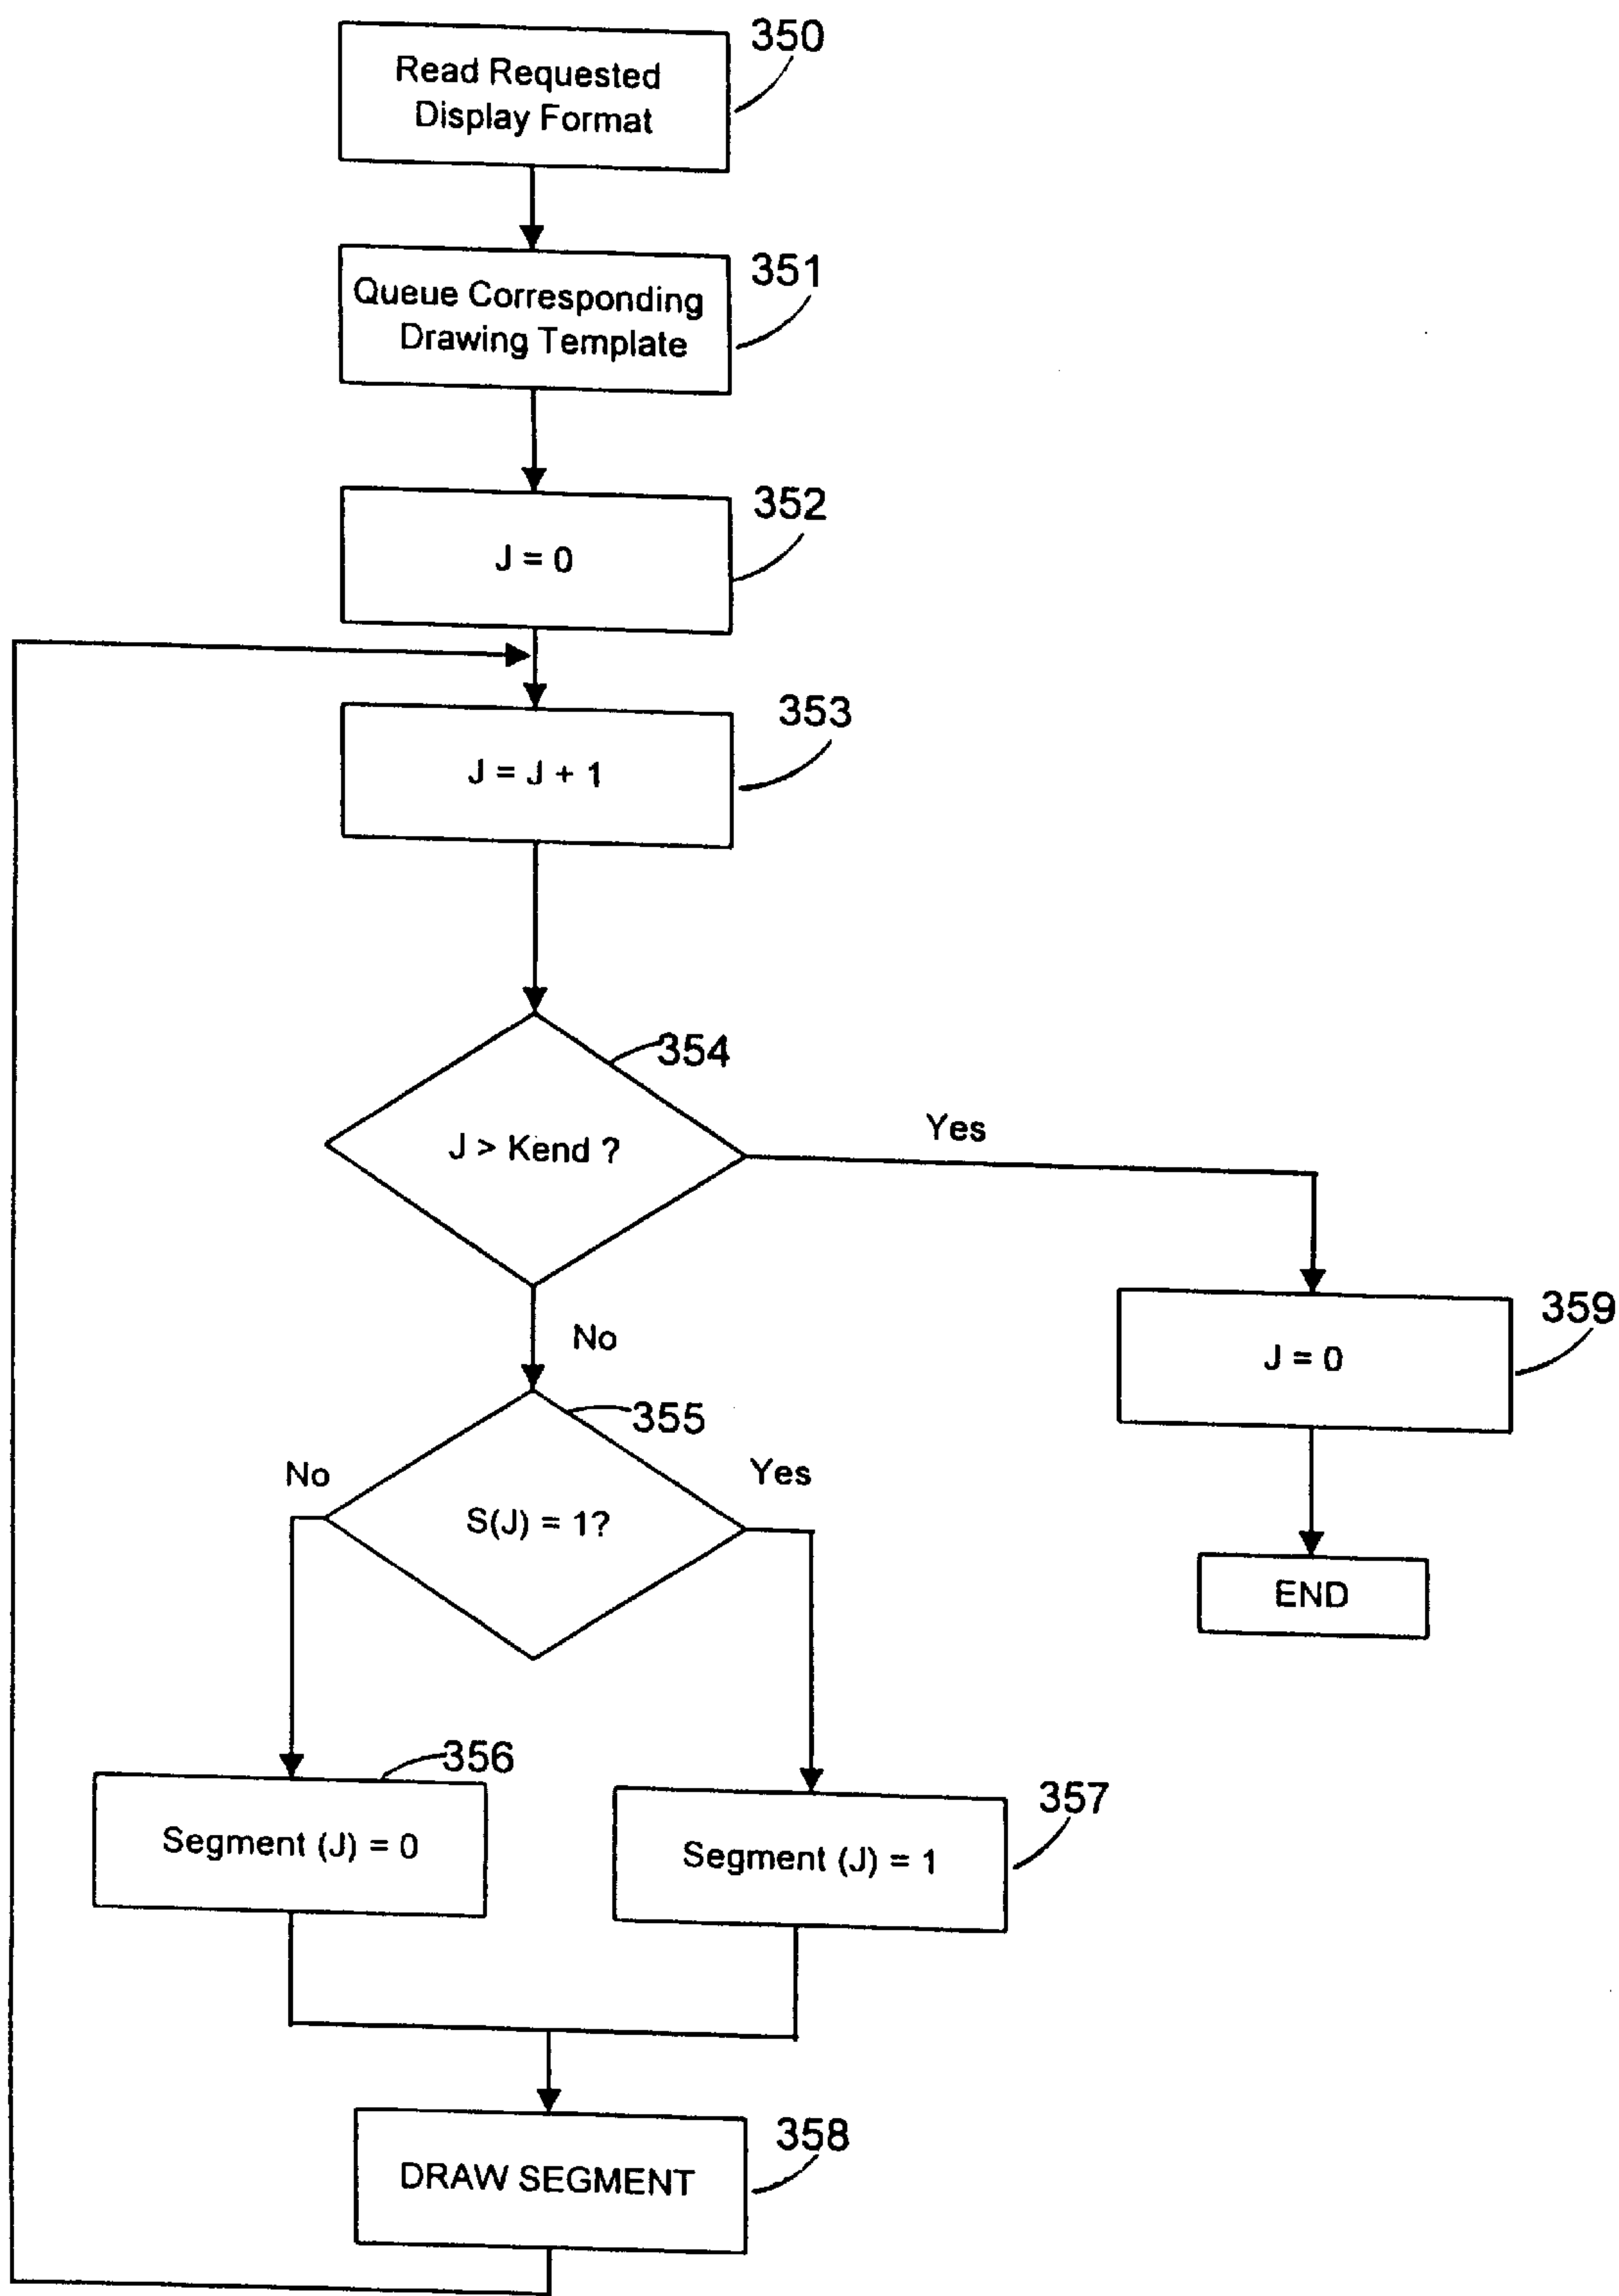 350
Read Requested
Display Format
351
Queue Corresponding
Drawing Template
352
J = 0
353
J = J + 1
354
J > Kend ?
Yes
No
359
J = 0
355
No
Yes
S(J) = 1?
END
356
Segment (J) = 0
357
Segment (J) = 1
358
DRAW SEGMENT